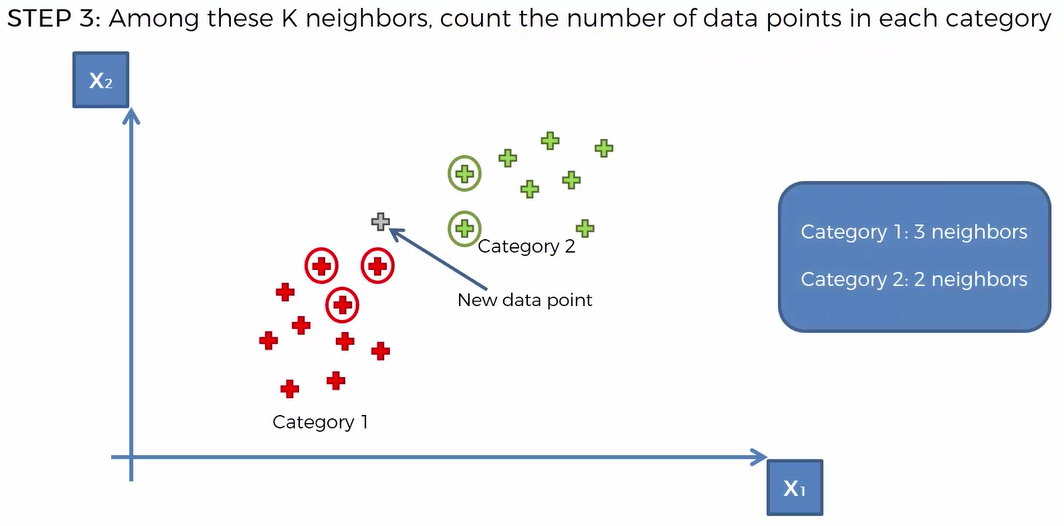 STEP 3: Among these K neighbors, count the number of data points in each category
X2
Category 1: 3 neighbors
Category 2
Category 2: 2 neighbors
New data point
Category 1
X1